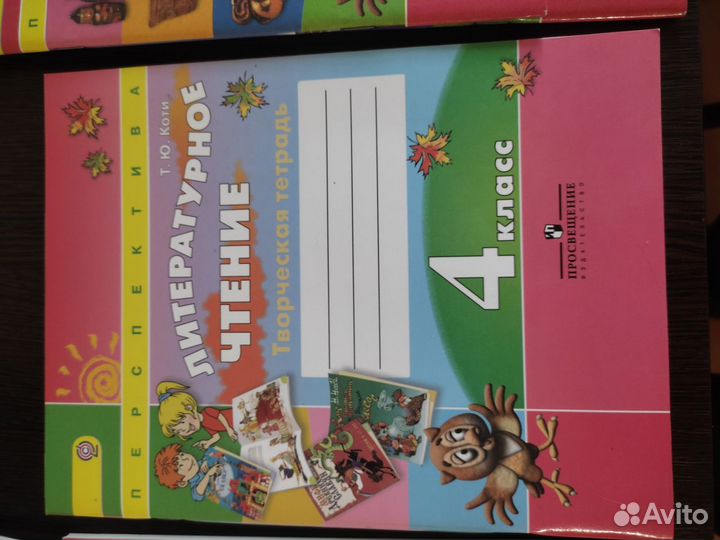 ПЕРСПЕКТИВА
Т. Ю. Коти
ЛИТЕРАТУРНОЕ
ЧТЕНИЕ
Творческая тетрадь
4 класс
ПРОСВЕЩЕНИЕ
ИЗДАТЕЛЬСТВО
Avito